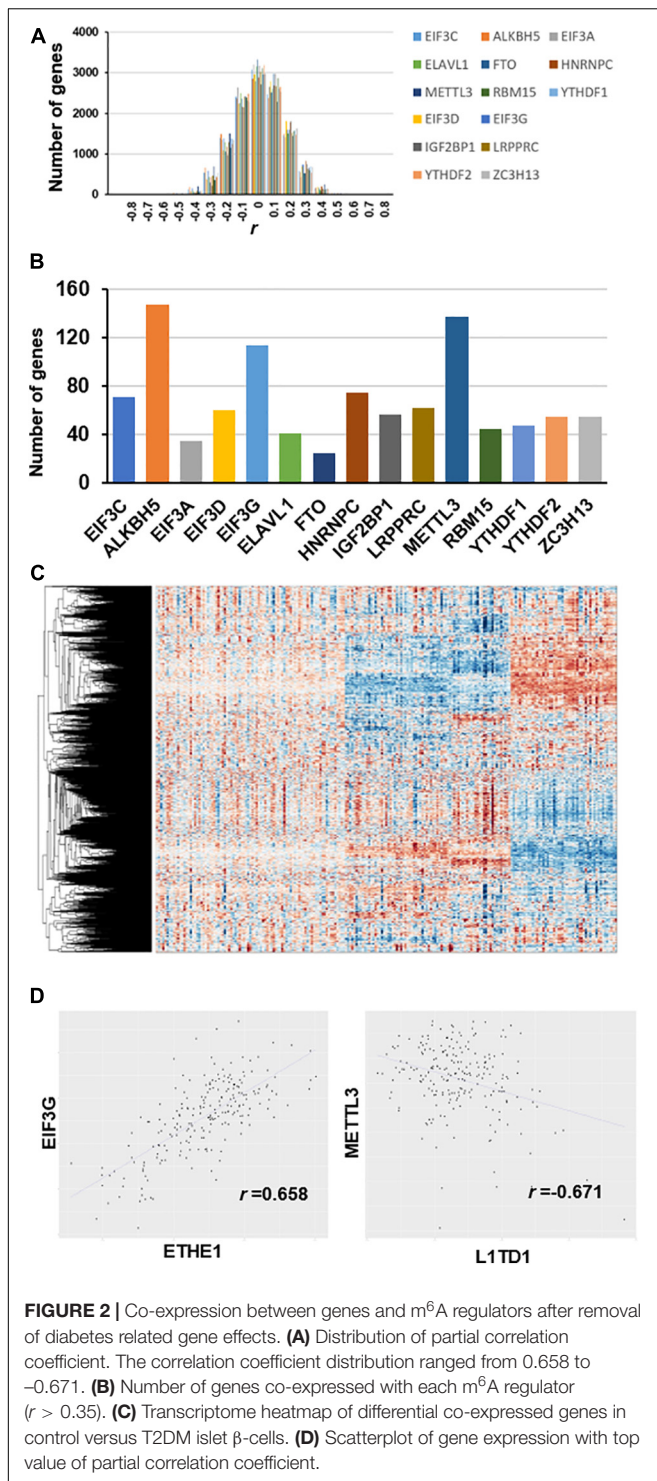 A
Number of genes
4000
3000
2000
1000
0
-0.8 -0.7 -0.6 -0.5 -0.4 -0.3 -0.2 -0.1 0 0.1 0.2 0.3 0.4 0.5 0.6 0.7 0.8
r
EIF3C ALKBH5 EIF3A
ELAVL1 FTO HNRNPC
METTL3 RBM15 YTHDF1
EIF3D EIF3G
IGF2BP1 LRPPRC
YTHDF2 ZC3H13
B
Number of genes
160
120
80
40
0
EIF3C ALKBH5 EIF3A EIF3D EIF3G ELAVL1 FTO HNRNPC IGF2BP1 LRPPRC METTL3 RBM15 YTHDF1 YTHDF2 ZC3H13
C
D
EIF3G
r =0.658
ETHE1
METTL3
r =-0.671
L1TD1
FIGURE 2 | Co-expression between genes and m⁶A regulators after removal
of diabetes related gene effects. (A) Distribution of partial correlation
coefficient. The correlation coefficient distribution ranged from 0.658 to
–0.671. (B) Number of genes co-expressed with each m⁶A regulator
(r > 0.35). (C) Transcriptome heatmap of differential co-expressed genes in
control versus T2DM islet β-cells. (D) Scatterplot of gene expression with top
value of partial correlation coefficient.